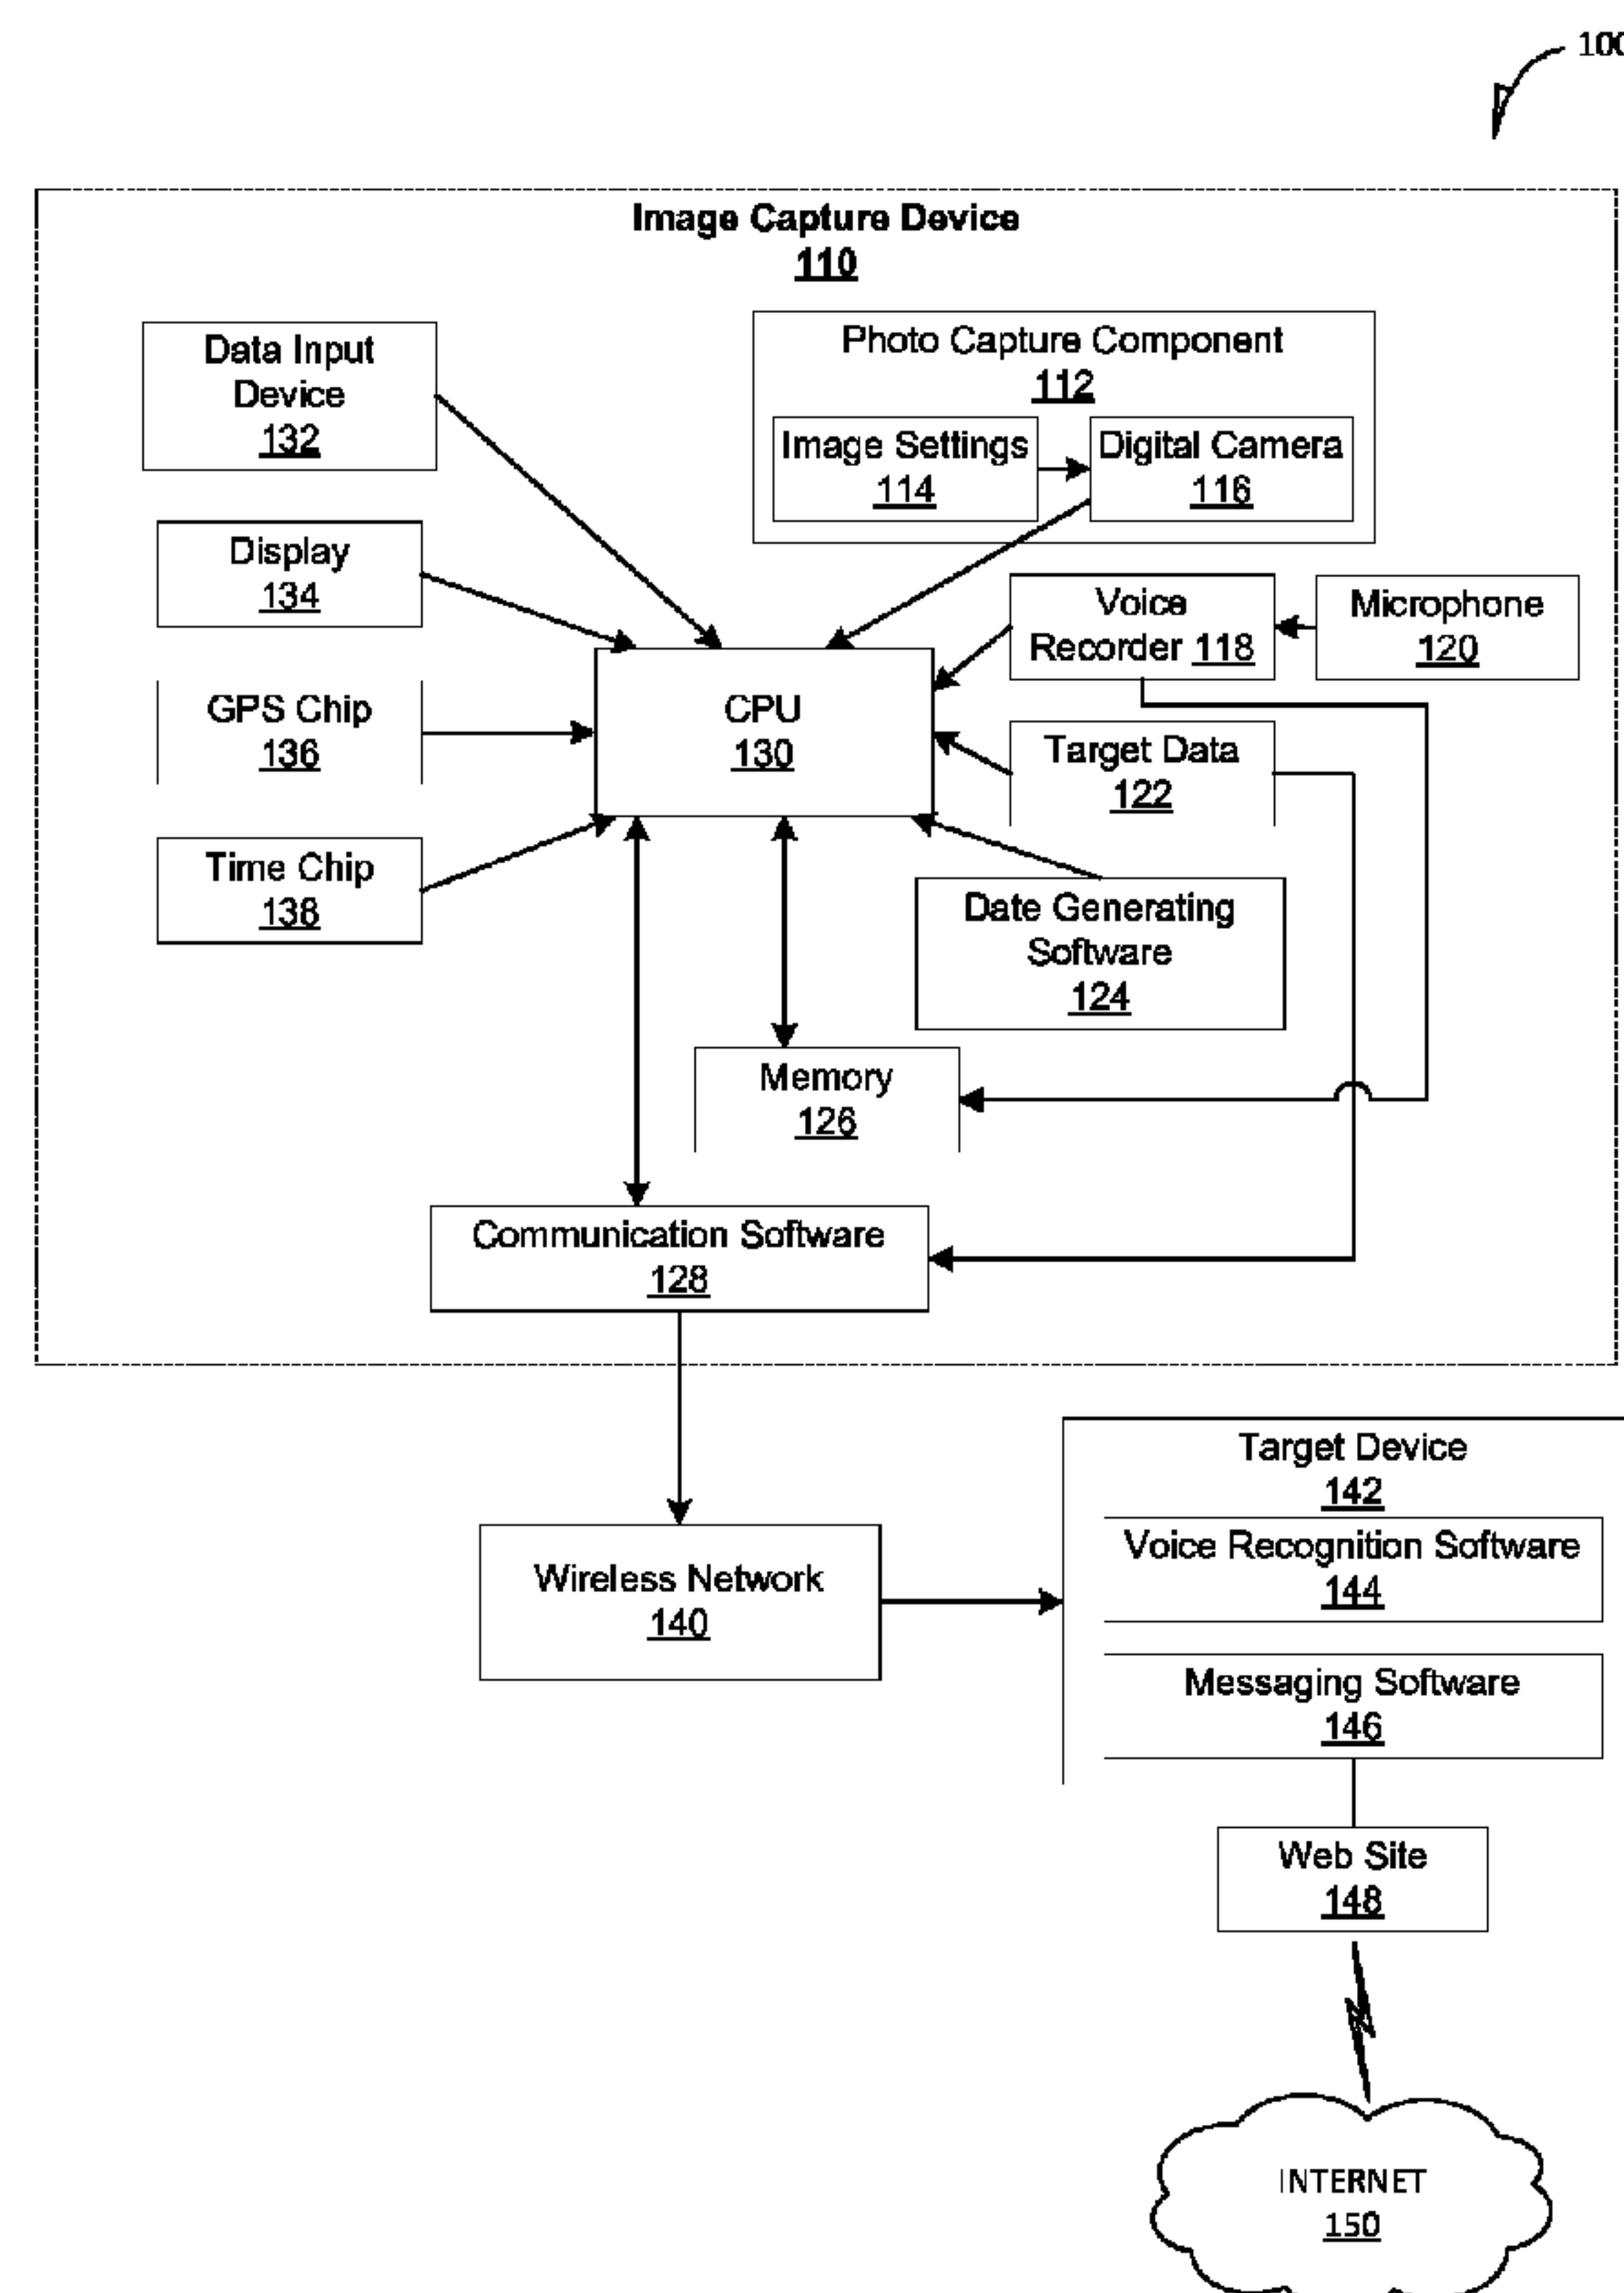 100
Image Capture Device
110
Data Input
Device
132
Photo Capture Component
112
Image Settings
114
Digital Camera
116
Display
134
Voice
Recorder 118
Microphone
120
GPS Chip
136
CPU
130
Target Data
122
Time Chip
138
Date Generating
Software
124
Memory
126
Communication Software
128
Target Device
142
Voice Recognition Software
144
Wireless Network
140
Messaging Software
146
Web Site
148
INTERNET
150